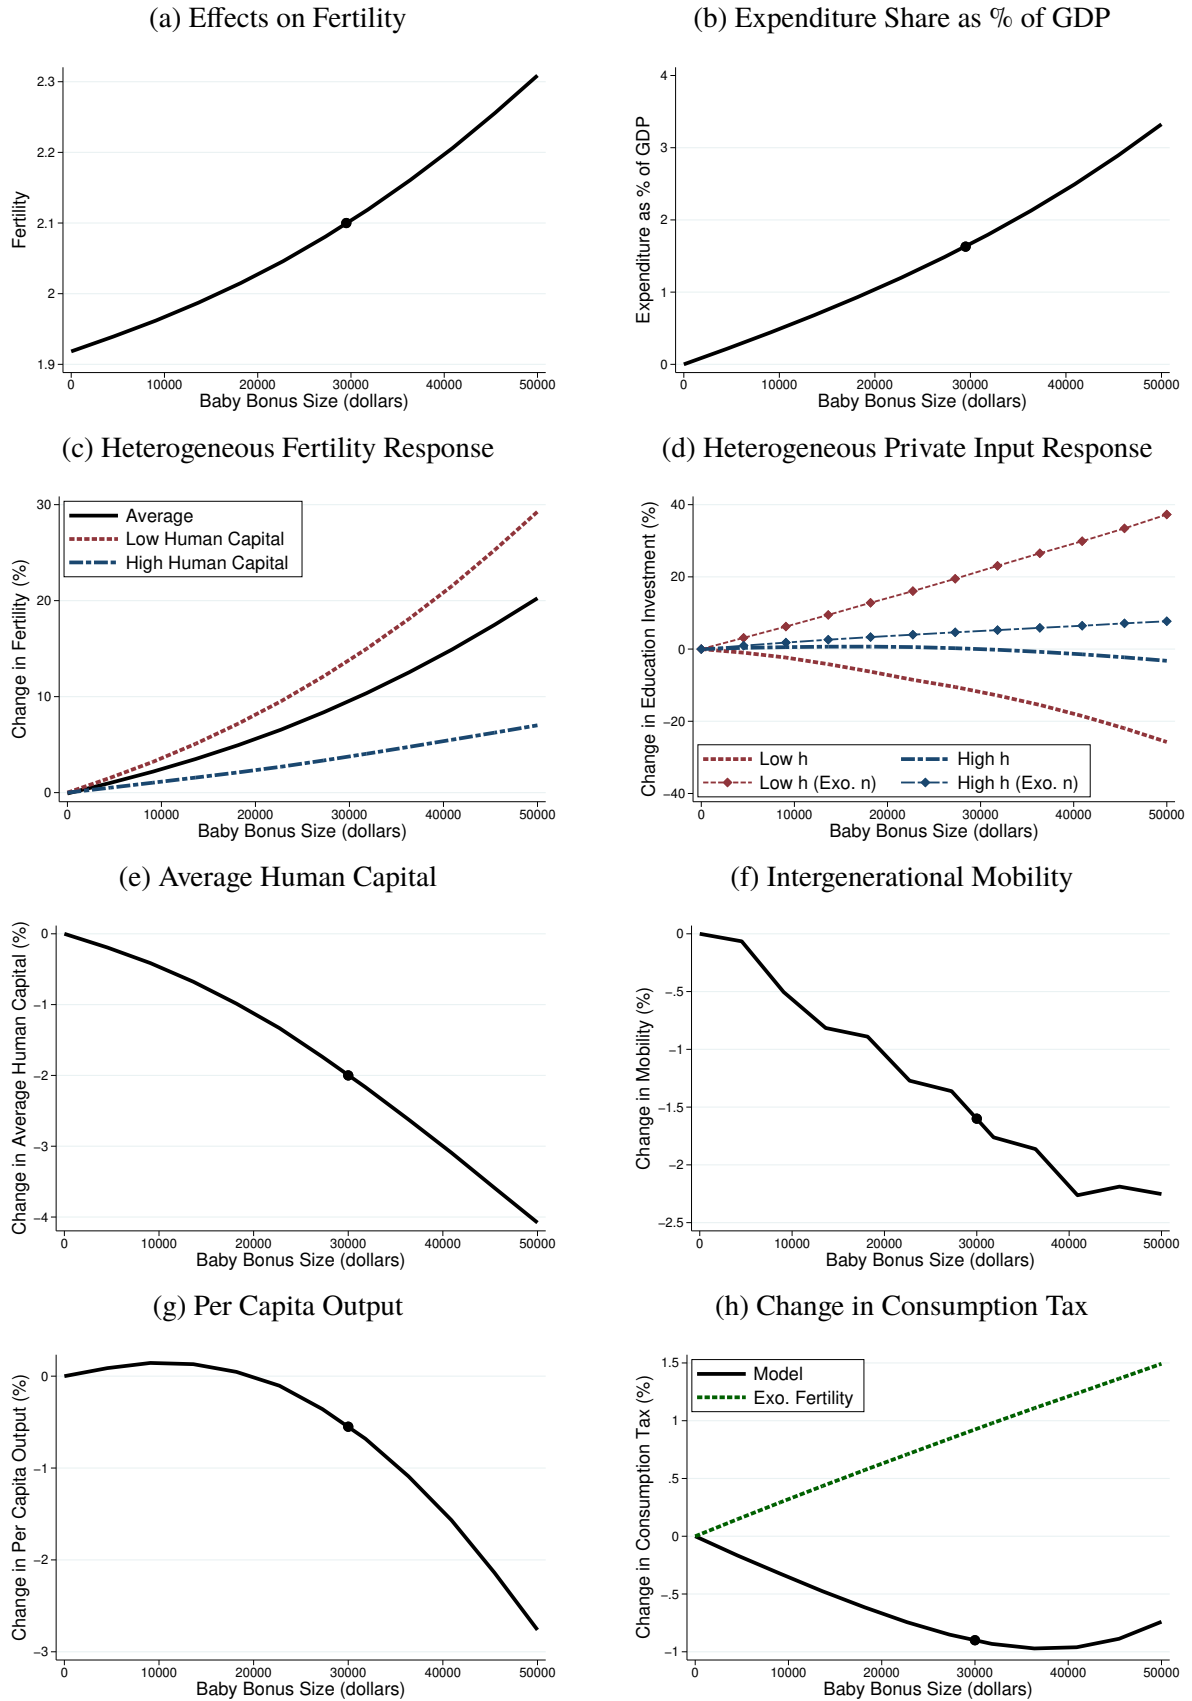 (a) Effects on Fertility
Fertility
2.3
2.2
2.1
2
1.9
0 10000 20000 30000 40000 50000
Baby Bonus Size (dollars)
(b) Expenditure Share as % of GDP
Expenditure as % of GDP
4
3
2
1
0
0 10000 20000 30000 40000 50000
Baby Bonus Size (dollars)
(c) Heterogeneous Fertility Response
Change in Fertility (%)
30
20
10
0
Average
Low Human Capital
High Human Capital
0 10000 20000 30000 40000 50000
Baby Bonus Size (dollars)
(d) Heterogeneous Private Input Response
Change in Education Investment (%)
40
20
0
−20
−40
Low h High h
Low h (Exo. n) High h (Exo. n)
0 10000 20000 30000 40000 50000
Baby Bonus Size (dollars)
(e) Average Human Capital
Change in Average Human Capital (%)
0
−1
−2
−3
−4
0 10000 20000 30000 40000 50000
Baby Bonus Size (dollars)
(f) Intergenerational Mobility
Change in Mobility (%)
0
−.5
−1
−1.5
−2
−2.5
0 10000 20000 30000 40000 50000
Baby Bonus Size (dollars)
(g) Per Capita Output
Change in Per Capita Output (%)
0
−1
−2
−3
0 10000 20000 30000 40000 50000
Baby Bonus Size (dollars)
(h) Change in Consumption Tax
Change in Consumption Tax (%)
1.5
1
.5
0
−.5
−1
Model
Exo. Fertility
0 10000 20000 30000 40000 50000
Baby Bonus Size (dollars)